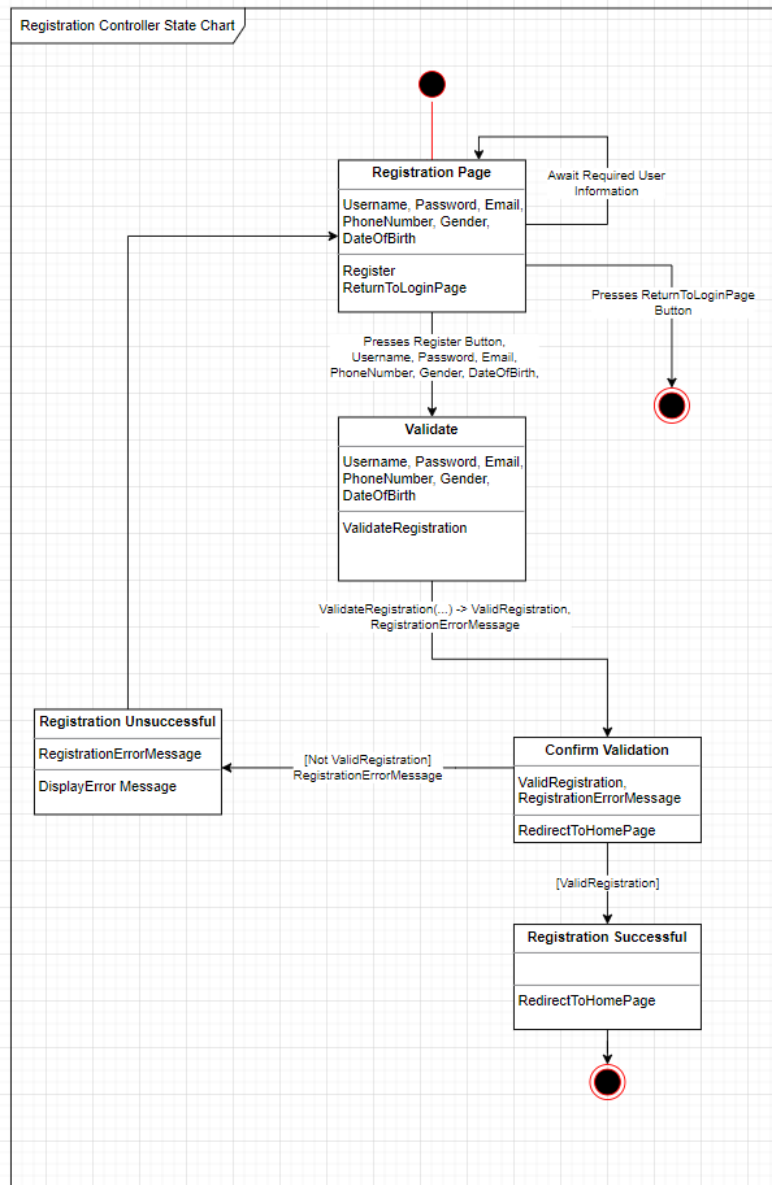 Registration Controller State Chart
Registration Page
Username, Password, Email,
PhoneNumber, Gender,
DateOfBirth
Register
ReturnToLoginPage
Await Required User
Information
Presses ReturnToLoginPage
Button
Presses Register Button,
Username, Password, Email,
PhoneNumber, Gender, DateOfBirth,
Validate
Username, Password, Email,
PhoneNumber, Gender,
DateOfBirth
ValidateRegistration
ValidateRegistration(...) -> ValidRegistration,
RegistrationErrorMessage
Registration Unsuccessful
RegistrationErrorMessage
DisplayError Message
[Not ValidRegistration]
RegistrationErrorMessage
Confirm Validation
ValidRegistration,
RegistrationErrorMessage
RedirectToHomePage
[ValidRegistration]
Registration Successful
RedirectToHomePage